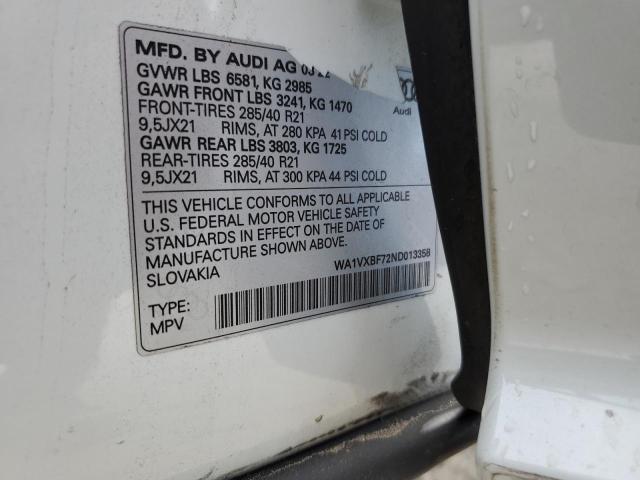 MFD. BY AUDI AG
GVWR LBS 6581, KG 2985
GAWR FRONT LBS 3241, KG 1470
FRONT-TIRES 285/40 R21
9,5JX21 RIMS, AT 280 KPA 41 PSI COLD
GAWR REAR LBS 3803, KG 1725
REAR-TIRES 285/40 R21
9,5JX21 RIMS, AT 300 KPA 44 PSI COLD
Audi
THIS VEHICLE CONFORMS TO ALL APPLICABLE
U.S. FEDERAL MOTOR VEHICLE SAFETY
STANDARDS IN EFFECT ON THE DATE OF
MANUFACTURE SHOWN ABOVE.
SLOVAKIA
WA1VXBF72ND013358
TYPE:
MPV